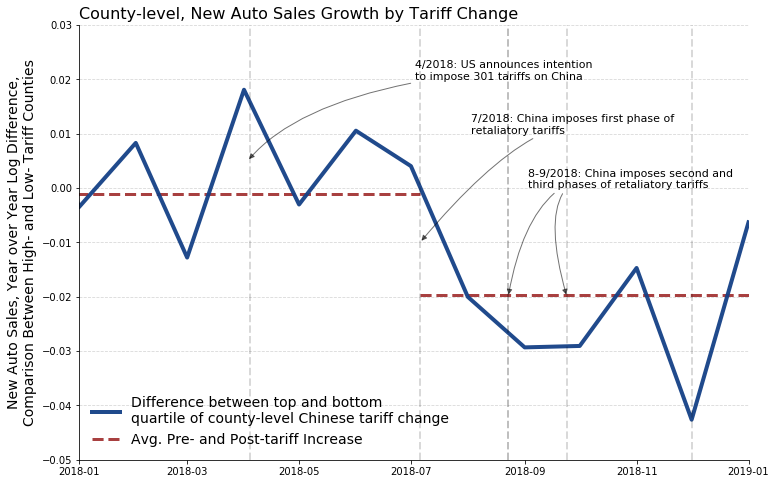 County-level, New Auto Sales Growth by Tariff Change
New Auto Sales, Year over Year Log Difference,
Comparison Between High- and Low- Tariff Counties
0.03
0.02
0.01
0.00
−0.01
−0.02
−0.03
−0.04
−0.05
4/2018: US announces intention
to impose 301 tariffs on China
7/2018: China imposes first phase of
retaliatory tariffs
8-9/2018: China imposes second and
third phases of retaliatory tariffs
Difference between top and bottom
quartile of county-level Chinese tariff change
Avg. Pre- and Post-tariff Increase
2018-01
2018-03
2018-05
2018-07
2018-09
2018-11
2019-01